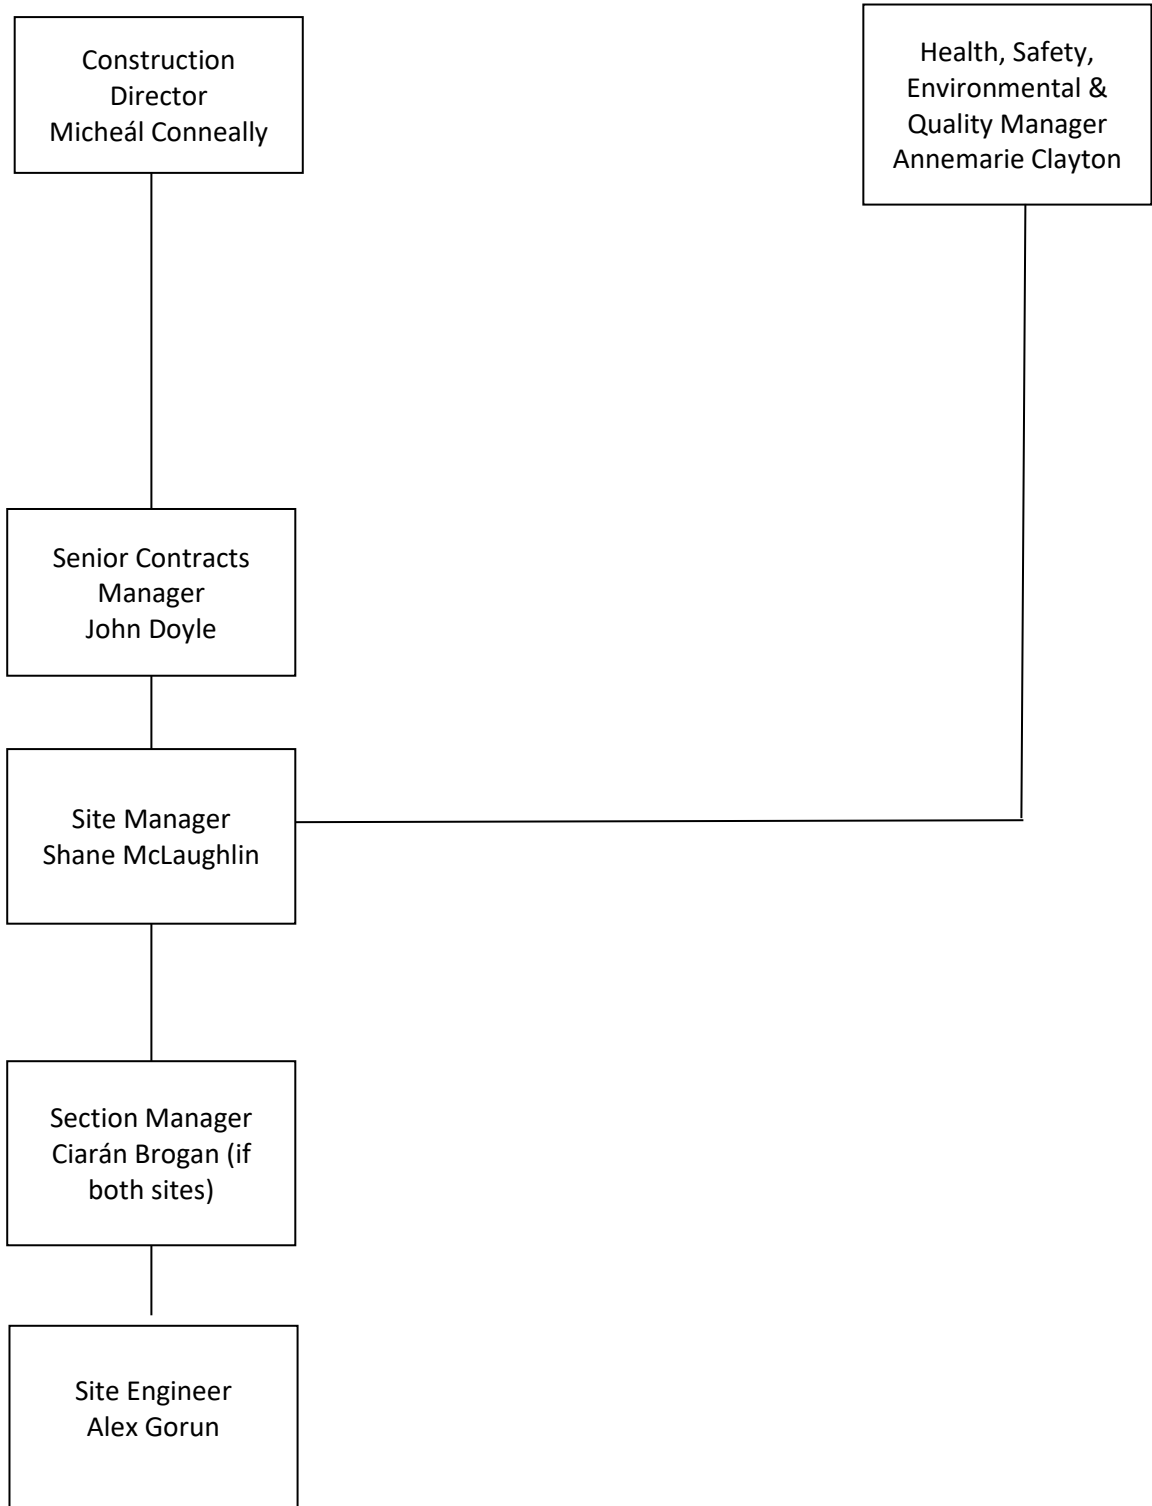 Construction
Director
Micheál Conneally
Health, Safety,
Environmental &
Quality Manager
Annemarie Clayton
Senior Contracts
Manager
John Doyle
Site Manager
Shane McLaughlin
Section Manager
Ciarán Brogan (if
both sites)
Site Engineer
Alex Gorun